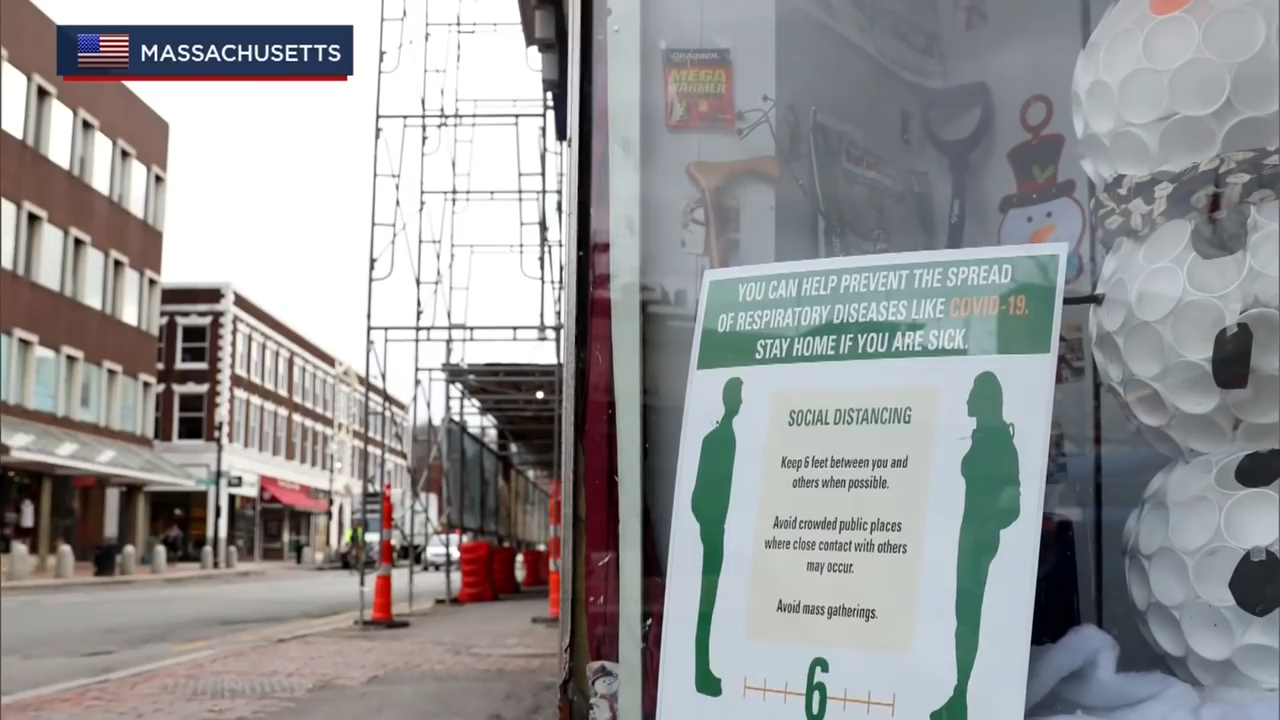 MASSACHUSETTS
GRABBER
MEGA
WARMER
YOU CAN HELP PREVENT THE SPREAD
OF RESPIRATORY DISEASES LIKE COVID-19.
STAY HOME IF YOU ARE SICK.
SOCIAL DISTANCING
Keep 6 feet between you and
others when possible.
Avoid crowded public places
where close contact with others
may occur.
Avoid mass gatherings.
6